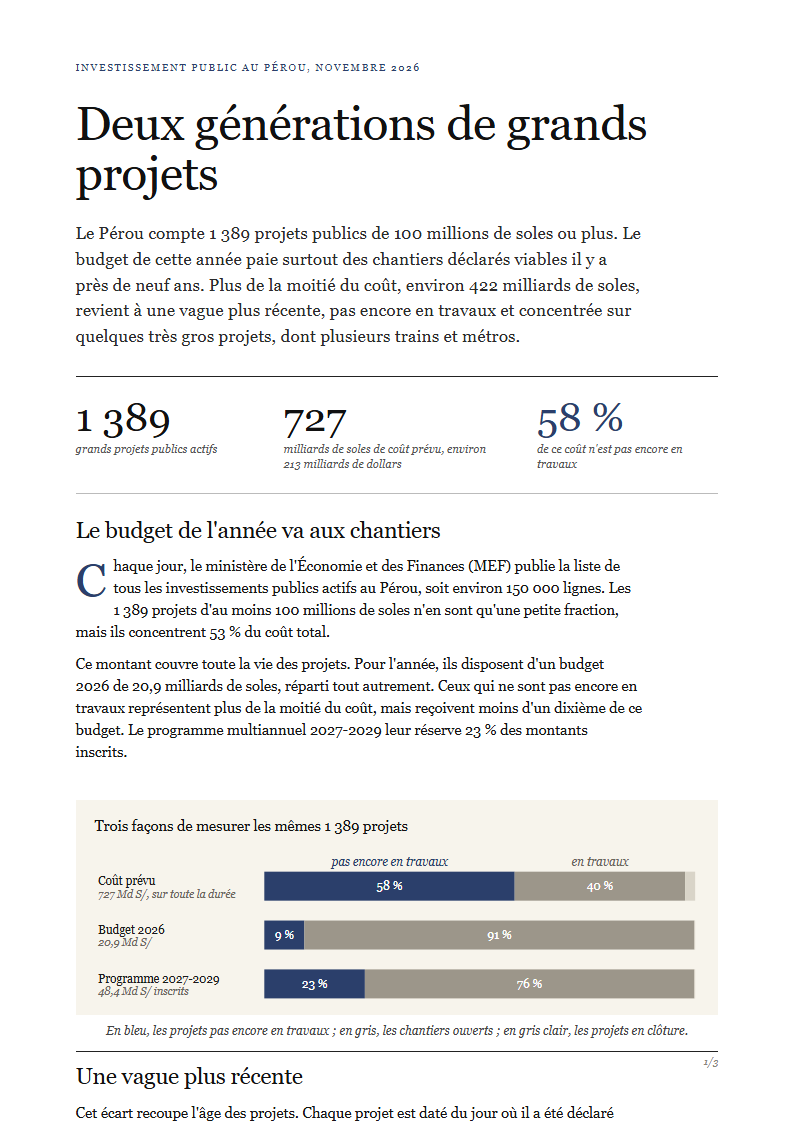 INVESTISSEMENT PUBLIC AU PÉROU, NOVEMBRE 2026
Deux générations de grands
projets
Le Pérou compte 1 389 projets publics de 100 millions de soles ou plus. Le
budget de cette année paie surtout des chantiers déclarés viables il y a
près de neuf ans. Plus de la moitié du coût, environ 422 milliards de soles,
revient à une vague plus récente, pas encore en travaux et concentrée sur
quelques très gros projets, dont plusieurs trains et métros.
1 389
grands projets publics actifs
727
milliards de soles de coût prévu, environ
213 milliards de dollars
58 %
de ce coût n'est pas encore en
travaux
Le budget de l'année va aux chantiers
Chaque jour, le ministère de l'Économie et des Finances (MEF) publie la liste de
tous les investissements publics actifs au Pérou, soit environ 150 000 lignes. Les
1 389 projets d'au moins 100 millions de soles n'en sont qu'une petite fraction,
mais ils concentrent 53 % du coût total.
Ce montant couvre toute la vie des projets. Pour l'année, ils disposent d'un budget
2026 de 20,9 milliards de soles, réparti tout autrement. Ceux qui ne sont pas encore en
travaux représentent plus de la moitié du coût, mais reçoivent moins d'un dixième de ce
budget. Le programme multiannuel 2027-2029 leur réserve 23 % des montants
inscrits.
Trois façons de mesurer les mêmes 1 389 projets
pas encore en travaux
en travaux
Coût prévu
727 Md S/, sur toute la durée
58 %
40 %
Budget 2026
20,9 Md S/
9 %
91 %
Programme 2027-2029
48,4 Md S/ inscrits
23 %
76 %
En bleu, les projets pas encore en travaux ; en gris, les chantiers ouverts ; en gris clair, les projets en clôture.
1/3
Une vague plus récente
Cet écart recoupe l'âge des projets. Chaque projet est daté du jour où il a été déclaré